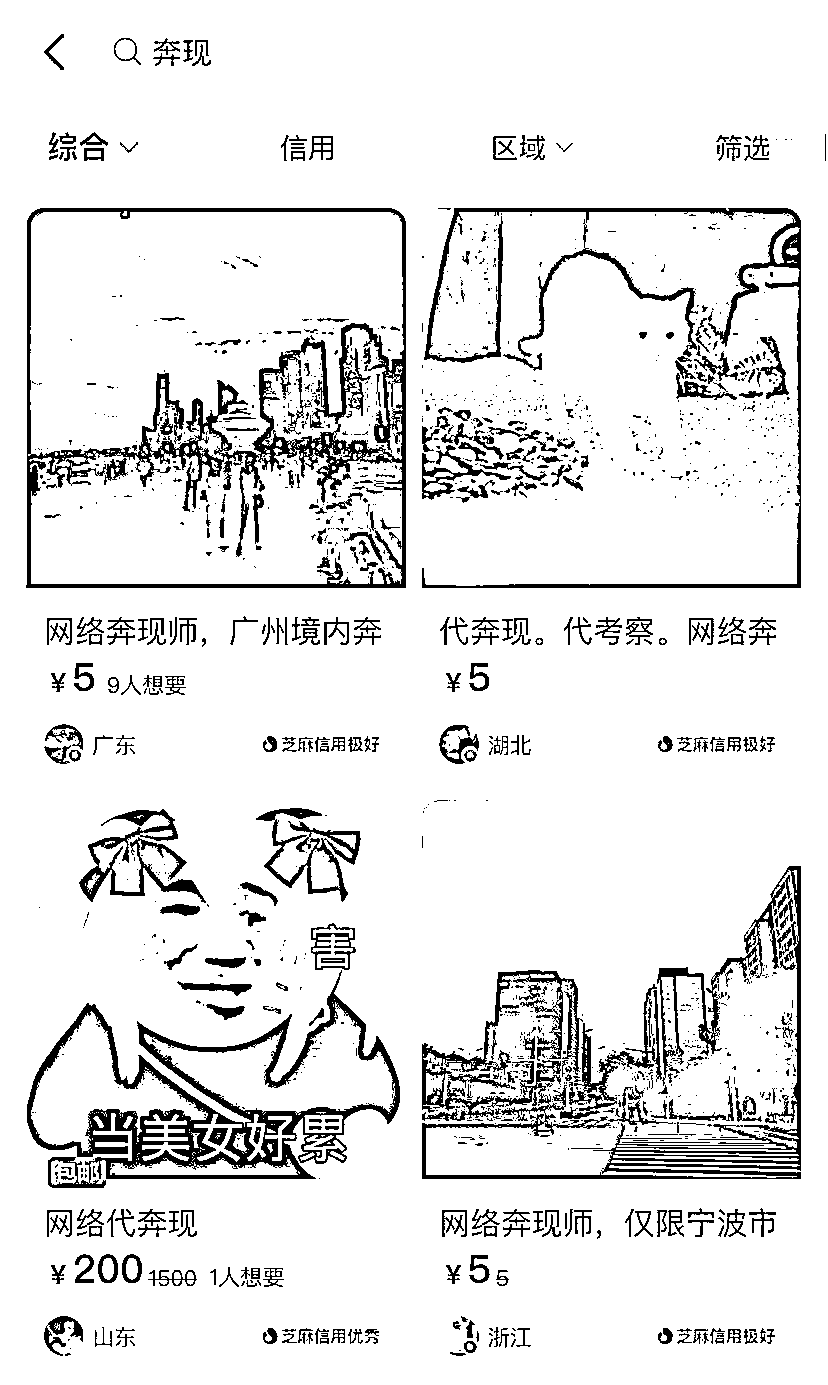 奔现
综合 信用 区域 筛选
网络奔现师，广州境内奔
¥5 9人想要
广东 芝麻信用极好
代奔现。代考察。网络奔
¥5
湖北 芝麻信用极好
害
当美女好累
包邮
网络代奔现
¥200 1500 1人想要
山东 芝麻信用优秀
网络奔现师，仅限宁波市
¥5 5
浙江 芝麻信用极好